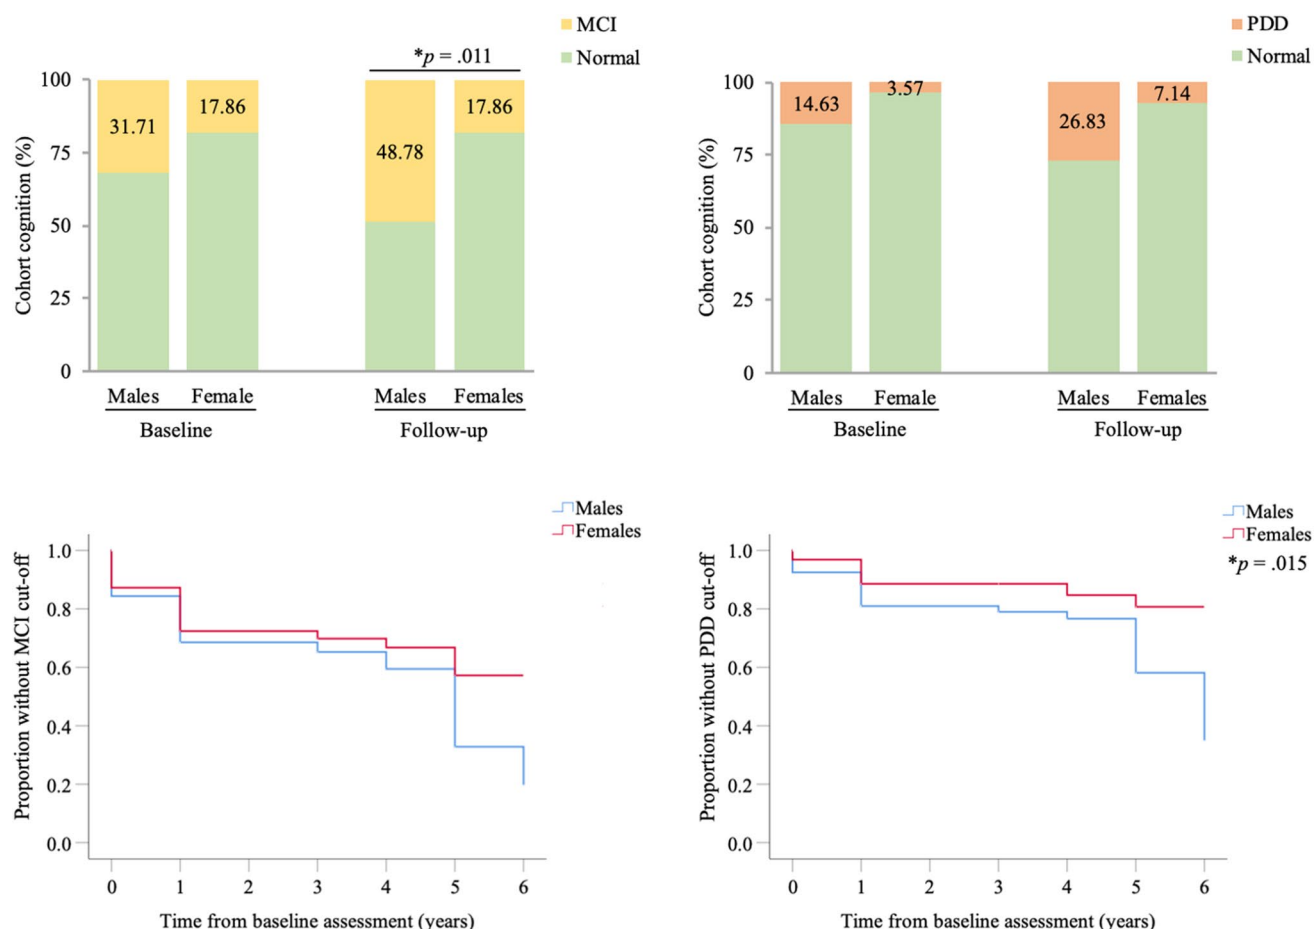 MCI
Normal
*p = .011
Cohort cognition (%)
100
75
50
25
0
31.71
17.86
48.78
17.86
Males
Female
Males
Females
Baseline
Follow-up
PDD
Normal
Cohort cognition (%)
100
75
50
25
0
14.63
3.57
26.83
7.14
Males
Female
Males
Females
Baseline
Follow-up
Males
Females
Proportion without MCI cut-off
1.0
0.8
0.6
0.4
0.2
0.0
0 1 2 3 4 5 6
Time from baseline assessment (years)
Males
Females
*p = .015
Proportion without PDD cut-off
1.0
0.8
0.6
0.4
0.2
0.0
0 1 2 3 4 5 6
Time from baseline assessment (years)